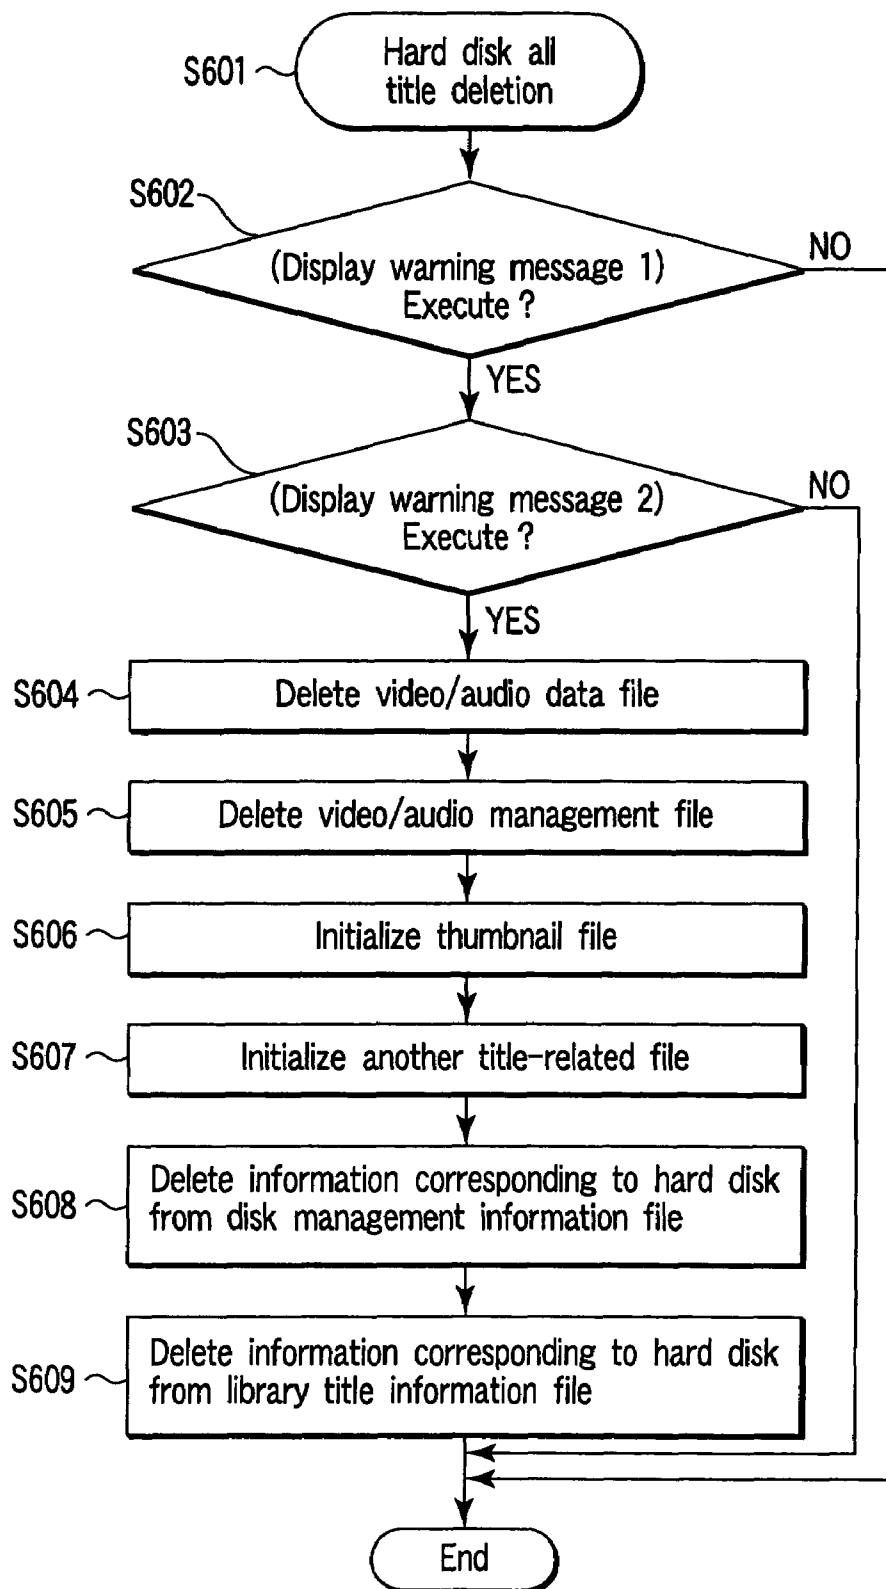 Hard disk all
title deletion
S601
S602
(Display warning message 1)
Execute ?
NO
YES
S603
(Display warning message 2)
Execute ?
NO
YES
S604
Delete video/audio data file
S605
Delete video/audio management file
S606
Initialize thumbnail file
S607
Initialize another title-related file
S608
Delete information corresponding to hard disk
from disk management information file
S609
Delete information corresponding to hard disk
from library title information file
End